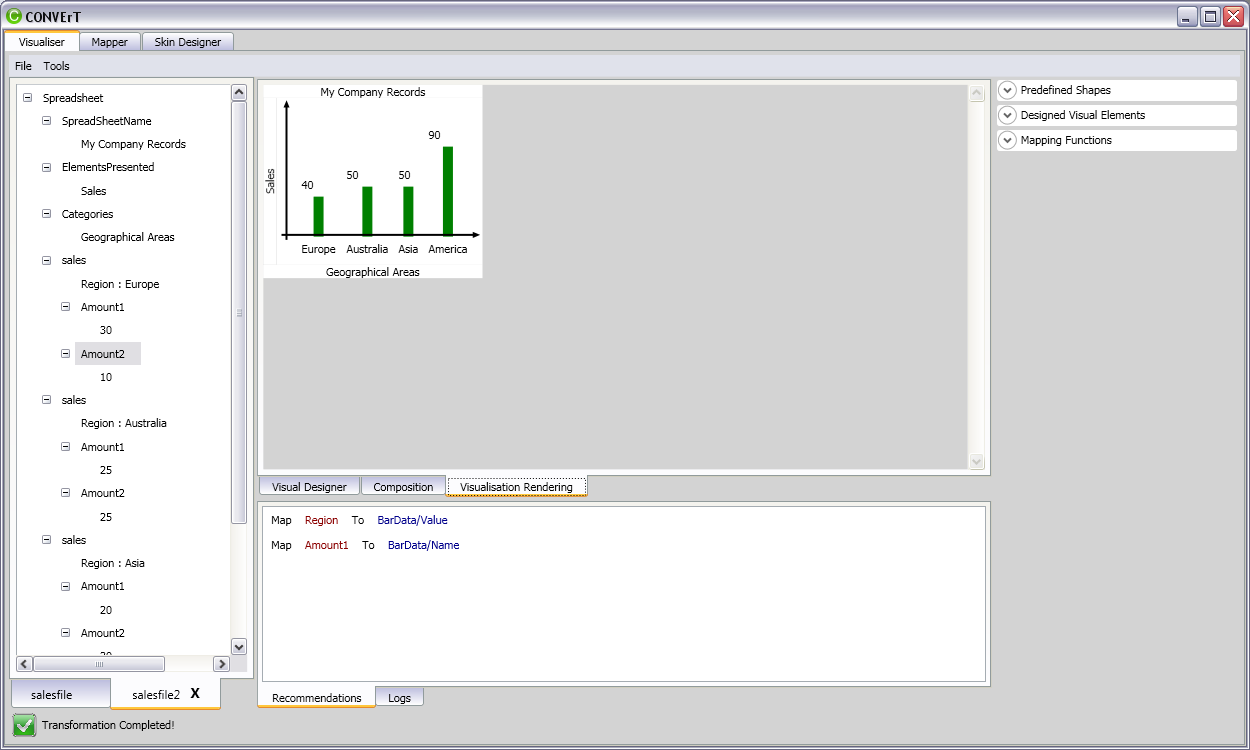 CONVErT
Visualiser Mapper Skin Designer
File Tools
Spreadsheet
SpreadSheetName
My Company Records
ElementsPresented
Sales
Categories
Geographical Areas
sales
Region : Europe
Amount1
30
Amount2
10
sales
Region : Australia
Amount1
25
Amount2
25
sales
Region : Asia
Amount1
20
Amount2
salesfile salesfile2 X
My Company Records
Sales
90
50
50
40
Europe Australia Asia America
Geographical Areas
Visual Designer Composition Visualisation Rendering
Map Region To BarData/Value
Map Amount1 To BarData/Name
Recommendations Logs
Predefined Shapes
Designed Visual Elements
Mapping Functions
Transformation Completed!